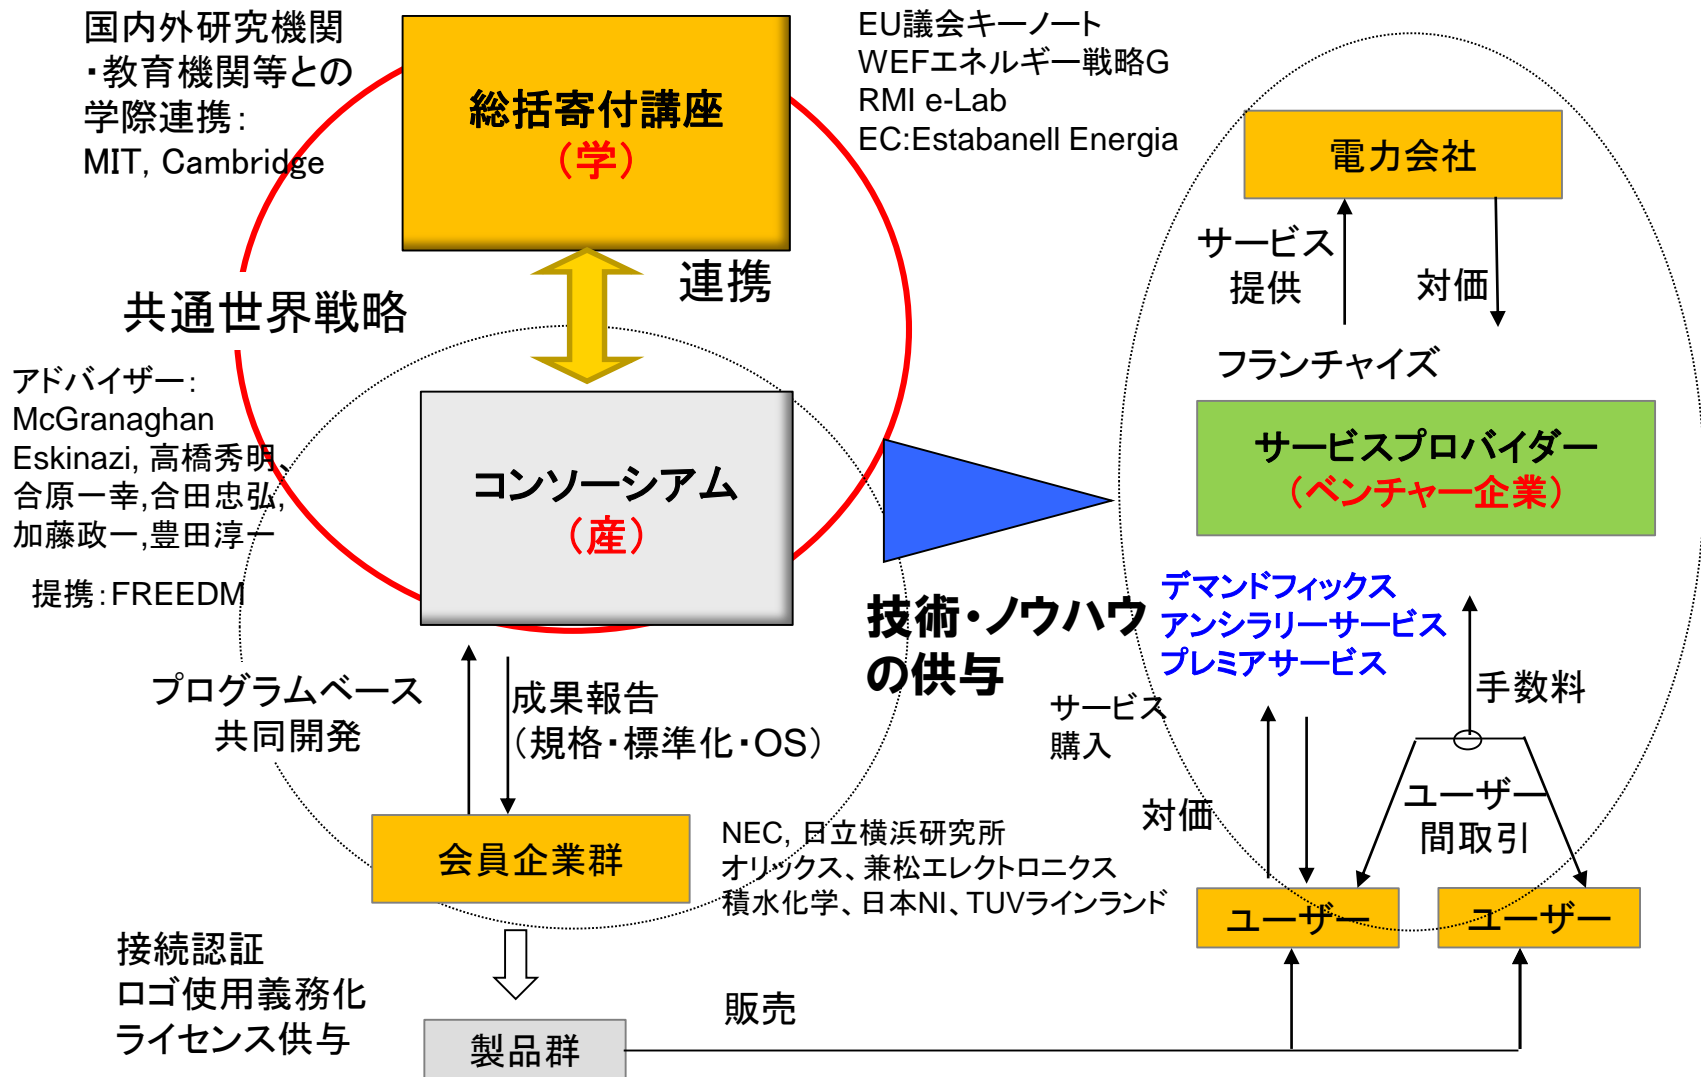 国内外研究機関
・教育機関等との
学際連携：
MIT, Cambridge
総括寄付講座
（学）
EU議会キーノート
WEFエネルギー戦略G
RMI e-Lab
EC:Estabanell Energia
連携
共通世界戦略
アドバイザー：
McGranaghan
Eskinazi, 高橋秀明、
合原一幸,合田忠弘,
加藤政一,豊田淳一
提携：FREEDM
コンソーシアム
（産）
技術・ノウハウ
の供与
プログラムベース
共同開発
成果報告
（規格・標準化・OS）
会員企業群
NEC, 日立横浜研究所
オリックス、兼松エレクトロニクス
積水化学、日本NI、TUVラインランド
接続認証
ロゴ使用義務化
ライセンス供与
製品群
販売
電力会社
サービス
提供
対価
フランチャイズ
サービスプロバイダー
（ベンチャー企業）
デマンドフィックス
アンシラリーサービス
プレミアサービス
サービス
購入
対価
手数料
ユーザー
間取引
ユーザー
ユーザー